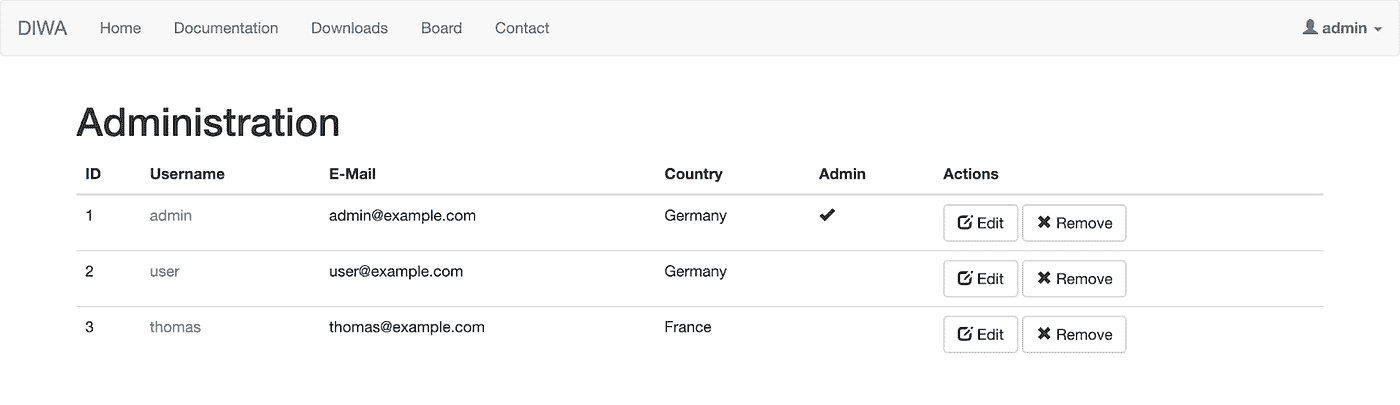 DIWA Home Documentation Downloads Board Contact admin
Administration
ID Username E-Mail Country Admin Actions
1 admin admin@example.com Germany ✔ Edit Remove
2 user user@example.com Germany Edit Remove
3 thomas thomas@example.com France Edit Remove